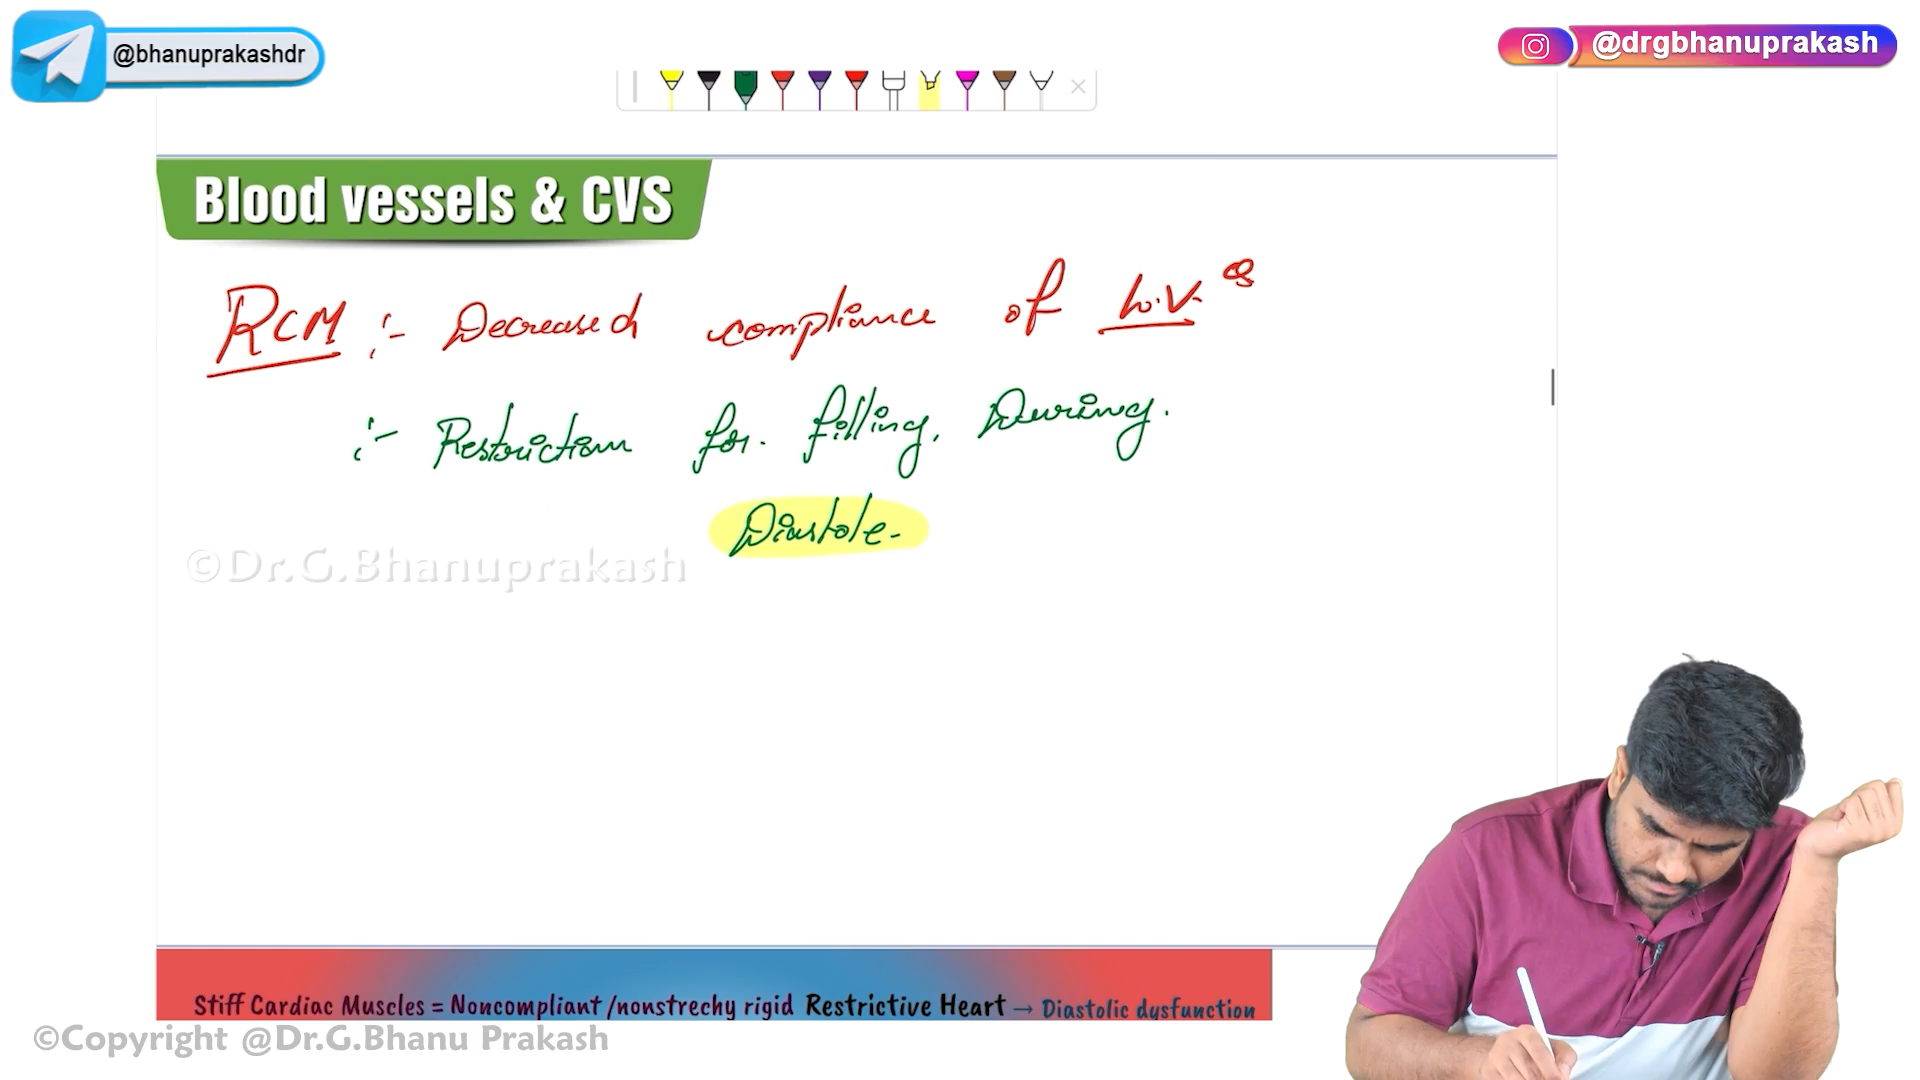 @bhanuprakashdr
@drgbhanuprakash
Blood vessels & CVS
RCM :- Decreased compliance of L.V.
:- Restriction for filling, During.
Diastole-
©Dr.G.Bhanuprakash
Stiff Cardiac Muscles = Noncompliant /nonstrechy rigid Restrictive Heart → Diastolic dysfunction
©Copyright @Dr.G.Bhanu Prakash